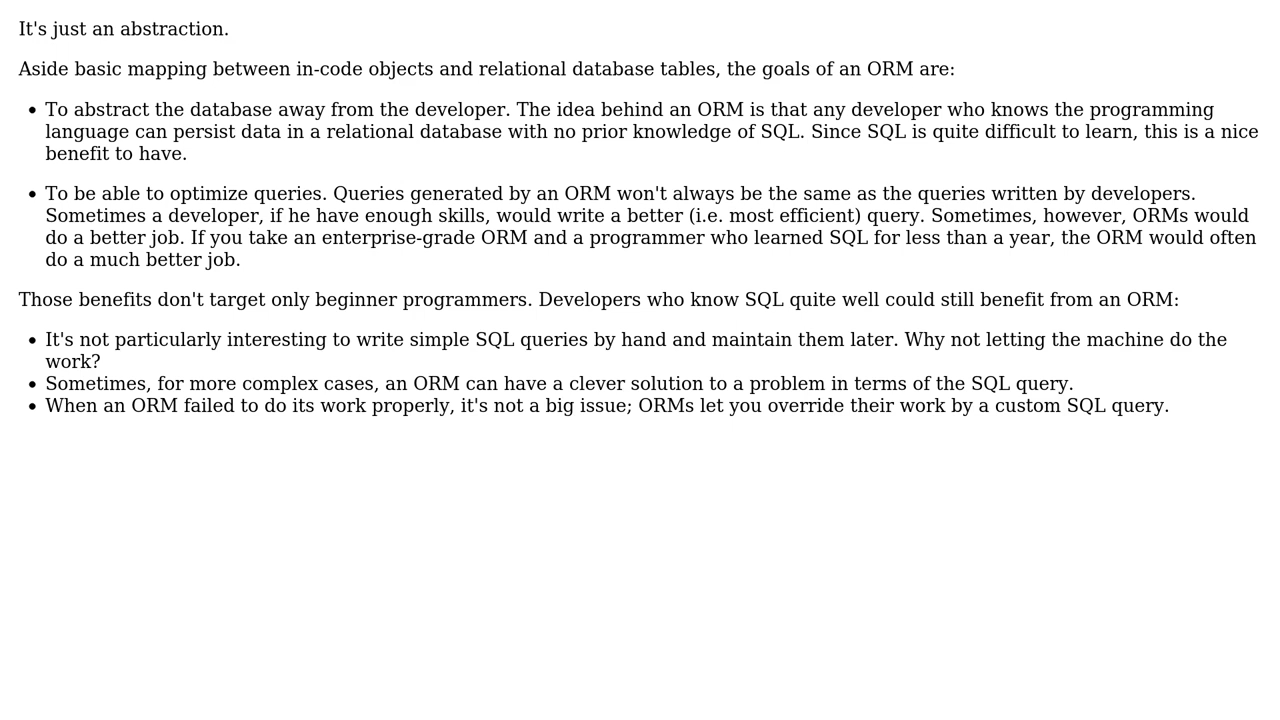 It's just an abstraction.
Aside basic mapping between in-code objects and relational database tables, the goals of an ORM are:
• To abstract the database away from the developer. The idea behind an ORM is that any developer who knows the programming
language can persist data in a relational database with no prior knowledge of SQL. Since SQL is quite difficult to learn, this is a nice
benefit to have.
• To be able to optimize queries. Queries generated by an ORM won't always be the same as the queries written by developers.
Sometimes a developer, if he have enough skills, would write a better (i.e. most efficient) query. Sometimes, however, ORMs would
do a better job. If you take an enterprise-grade ORM and a programmer who learned SQL for less than a year, the ORM would often
do a much better job.
Those benefits don't target only beginner programmers. Developers who know SQL quite well could still benefit from an ORM:
• It's not particularly interesting to write simple SQL queries by hand and maintain them later. Why not letting the machine do the
work?
• Sometimes, for more complex cases, an ORM can have a clever solution to a problem in terms of the SQL query.
• When an ORM failed to do its work properly, it's not a big issue; ORMs let you override their work by a custom SQL query.